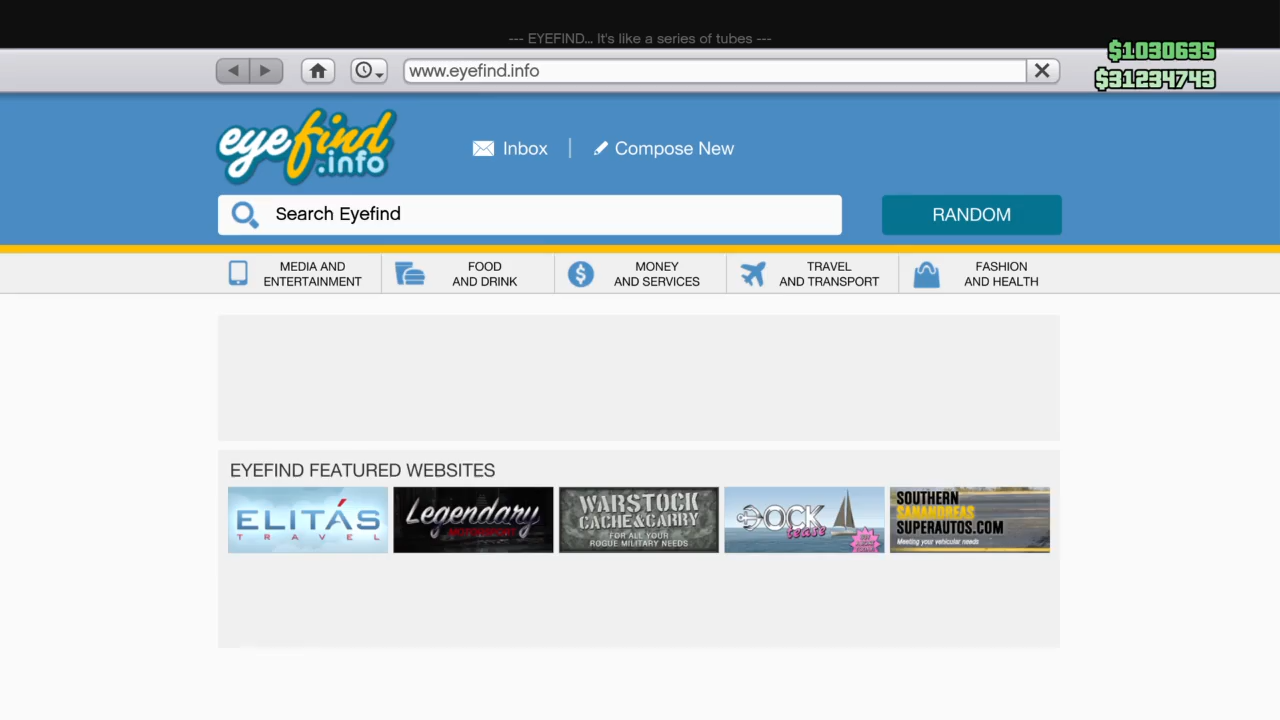 --- EYEFIND... It's like a series of tubes ---
$1030635
www.eyefind.info
$31234743
eyefind
.info
Inbox
Compose New
Search Eyefind
RANDOM
MEDIA AND
ENTERTAINMENT
FOOD
AND DRINK
MONEY
AND SERVICES
TRAVEL
AND TRANSPORT
FASHION
AND HEALTH
EYEFIND FEATURED WEBSITES
ELITÁS
TRAVEL
Legendary
MOTORSPORT
WARSTOCK
CACHE&CARRY
FOR ALL YOUR
ROGUE MILITARY NEEDS
DOCK
tease
SOUTHERN
SANANDREAS
SUPERAUTOS.COM
Meeting your vehicular needs